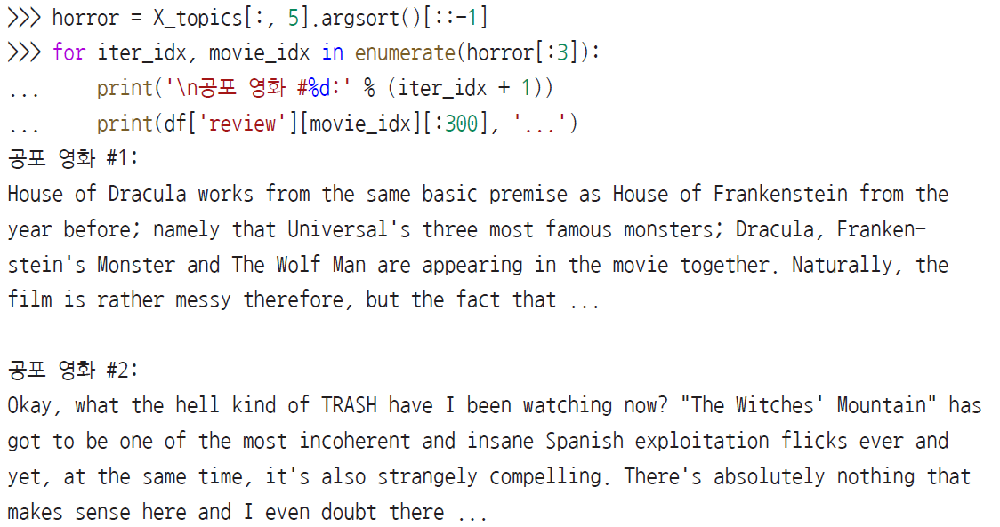 >>> horror = X_topics[:, 5].argsort()[::-1]
>>> for iter_idx, movie_idx in enumerate(horror[:3]):
...     print('\n공포 영화 #%d:' % (iter_idx + 1))
...     print(df['review'][movie_idx][:300], '...')
공포 영화 #1:
House of Dracula works from the same basic premise as House of Frankenstein from the
year before; namely that Universal's three most famous monsters; Dracula, Franken-
stein's Monster and The Wolf Man are appearing in the movie together. Naturally, the
film is rather messy therefore, but the fact that ...

공포 영화 #2:
Okay, what the hell kind of TRASH have I been watching now? "The Witches' Mountain" has
got to be one of the most incoherent and insane Spanish exploitation flicks ever and
yet, at the same time, it's also strangely compelling. There's absolutely nothing that
makes sense here and I even doubt there ...